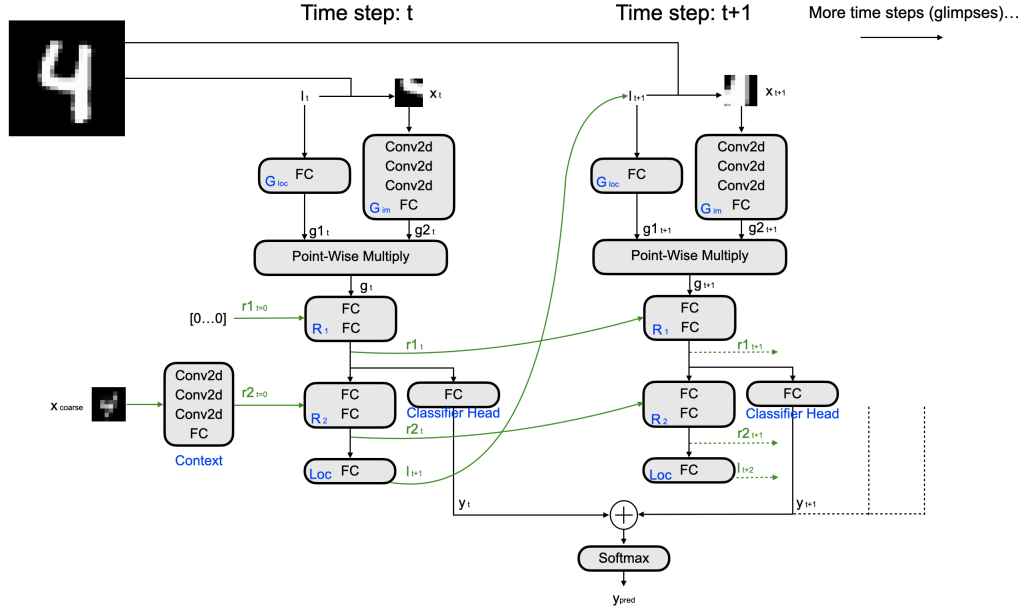 Time step: t
Time step: t+1
More time steps (glimpses)…
l t
x t
l t+1
x t+1
FC
G loc
Conv2d
Conv2d
Conv2d
FC
G im
FC
G loc
Conv2d
Conv2d
Conv2d
FC
G im
g1 t
g2 t
g1 t+1
g2 t+1
Point-Wise Multiply
Point-Wise Multiply
g t
g t+1
[0…0]
r1 t=0
FC
FC
R 1
FC
FC
R 1
r1 t
r1 t+1
x coarse
Conv2d
Conv2d
Conv2d
FC
Context
r2 t=0
FC
FC
R 2
FC
Classifier Head
FC
FC
R 2
FC
Classifier Head
r2 t
r2 t+1
Loc FC
l t+1
Loc FC
l t+2
y t
y t+1
Softmax
y pred